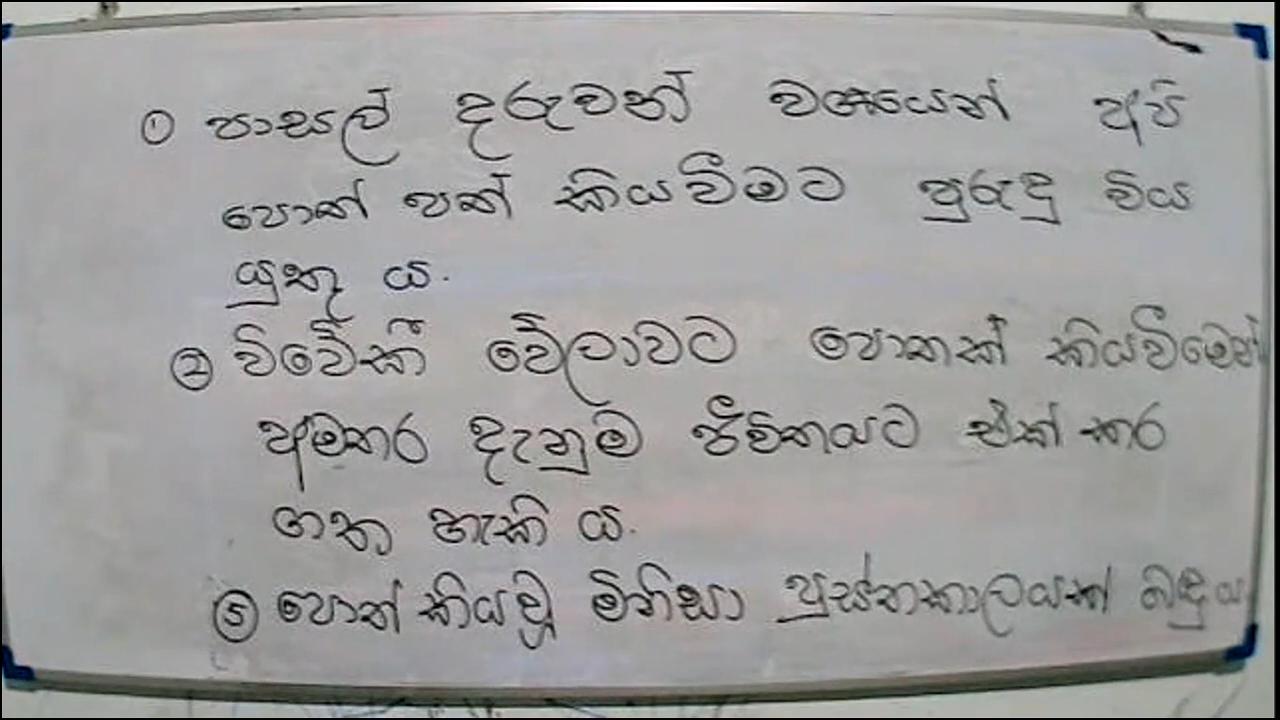 ① පාසල් දරුවන් වශයෙන් අපි
පොත් පත් කියවීමට පුරුදු විය
යුතු ය.
② විවේකී වේලාවට පොතක් කියවීමෙන්
අමතර දැනුම ජීවිතයට එක් කර
ගත හැකි ය.
⑤ පොත් කියවූ මිනිසා පුස්තකාලයක් බඳුය